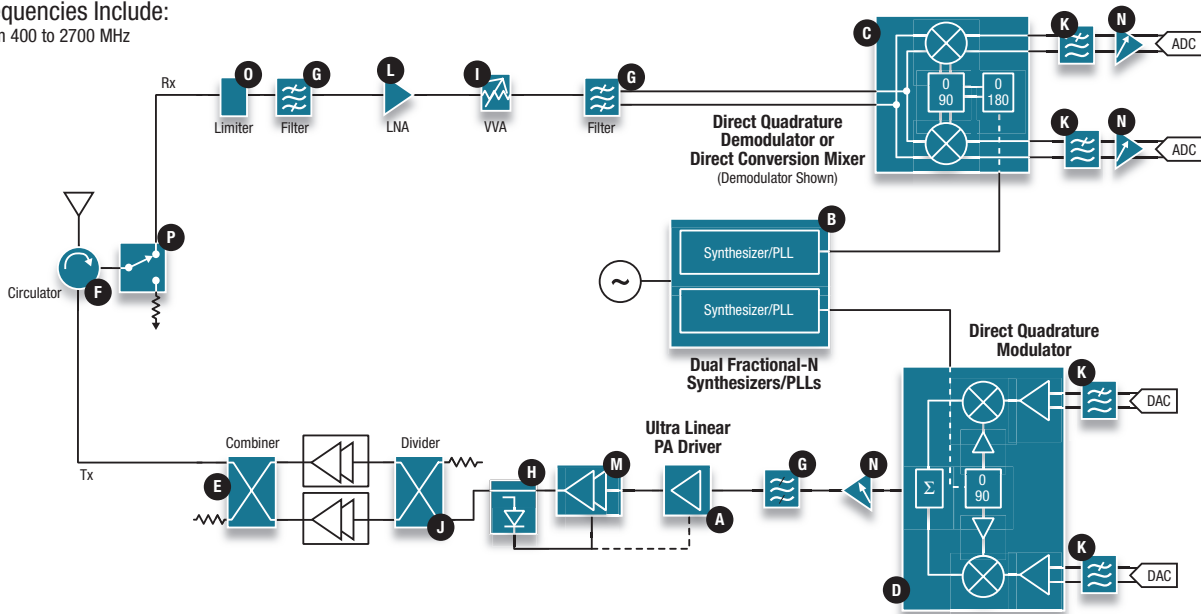 equencies Include:
m 400 to 2700 MHz
Rx
O
G
L
I
G
Limiter
Filter
LNA
VVA
Filter
C
0
90
0
180
K
N
ADC
K
N
ADC
Direct Quadrature
Demodulator or
Direct Conversion Mixer
(Demodulator Shown)
P
F
Circulator
B
Synthesizer/PLL
Synthesizer/PLL
~
Dual Fractional-N
Synthesizers/PLLs
Direct Quadrature
Modulator
K
DAC
K
DAC
Σ
0
90
D
N
G
Ultra Linear
PA Driver
A
M
H
Divider
J
Combiner
E
Tx